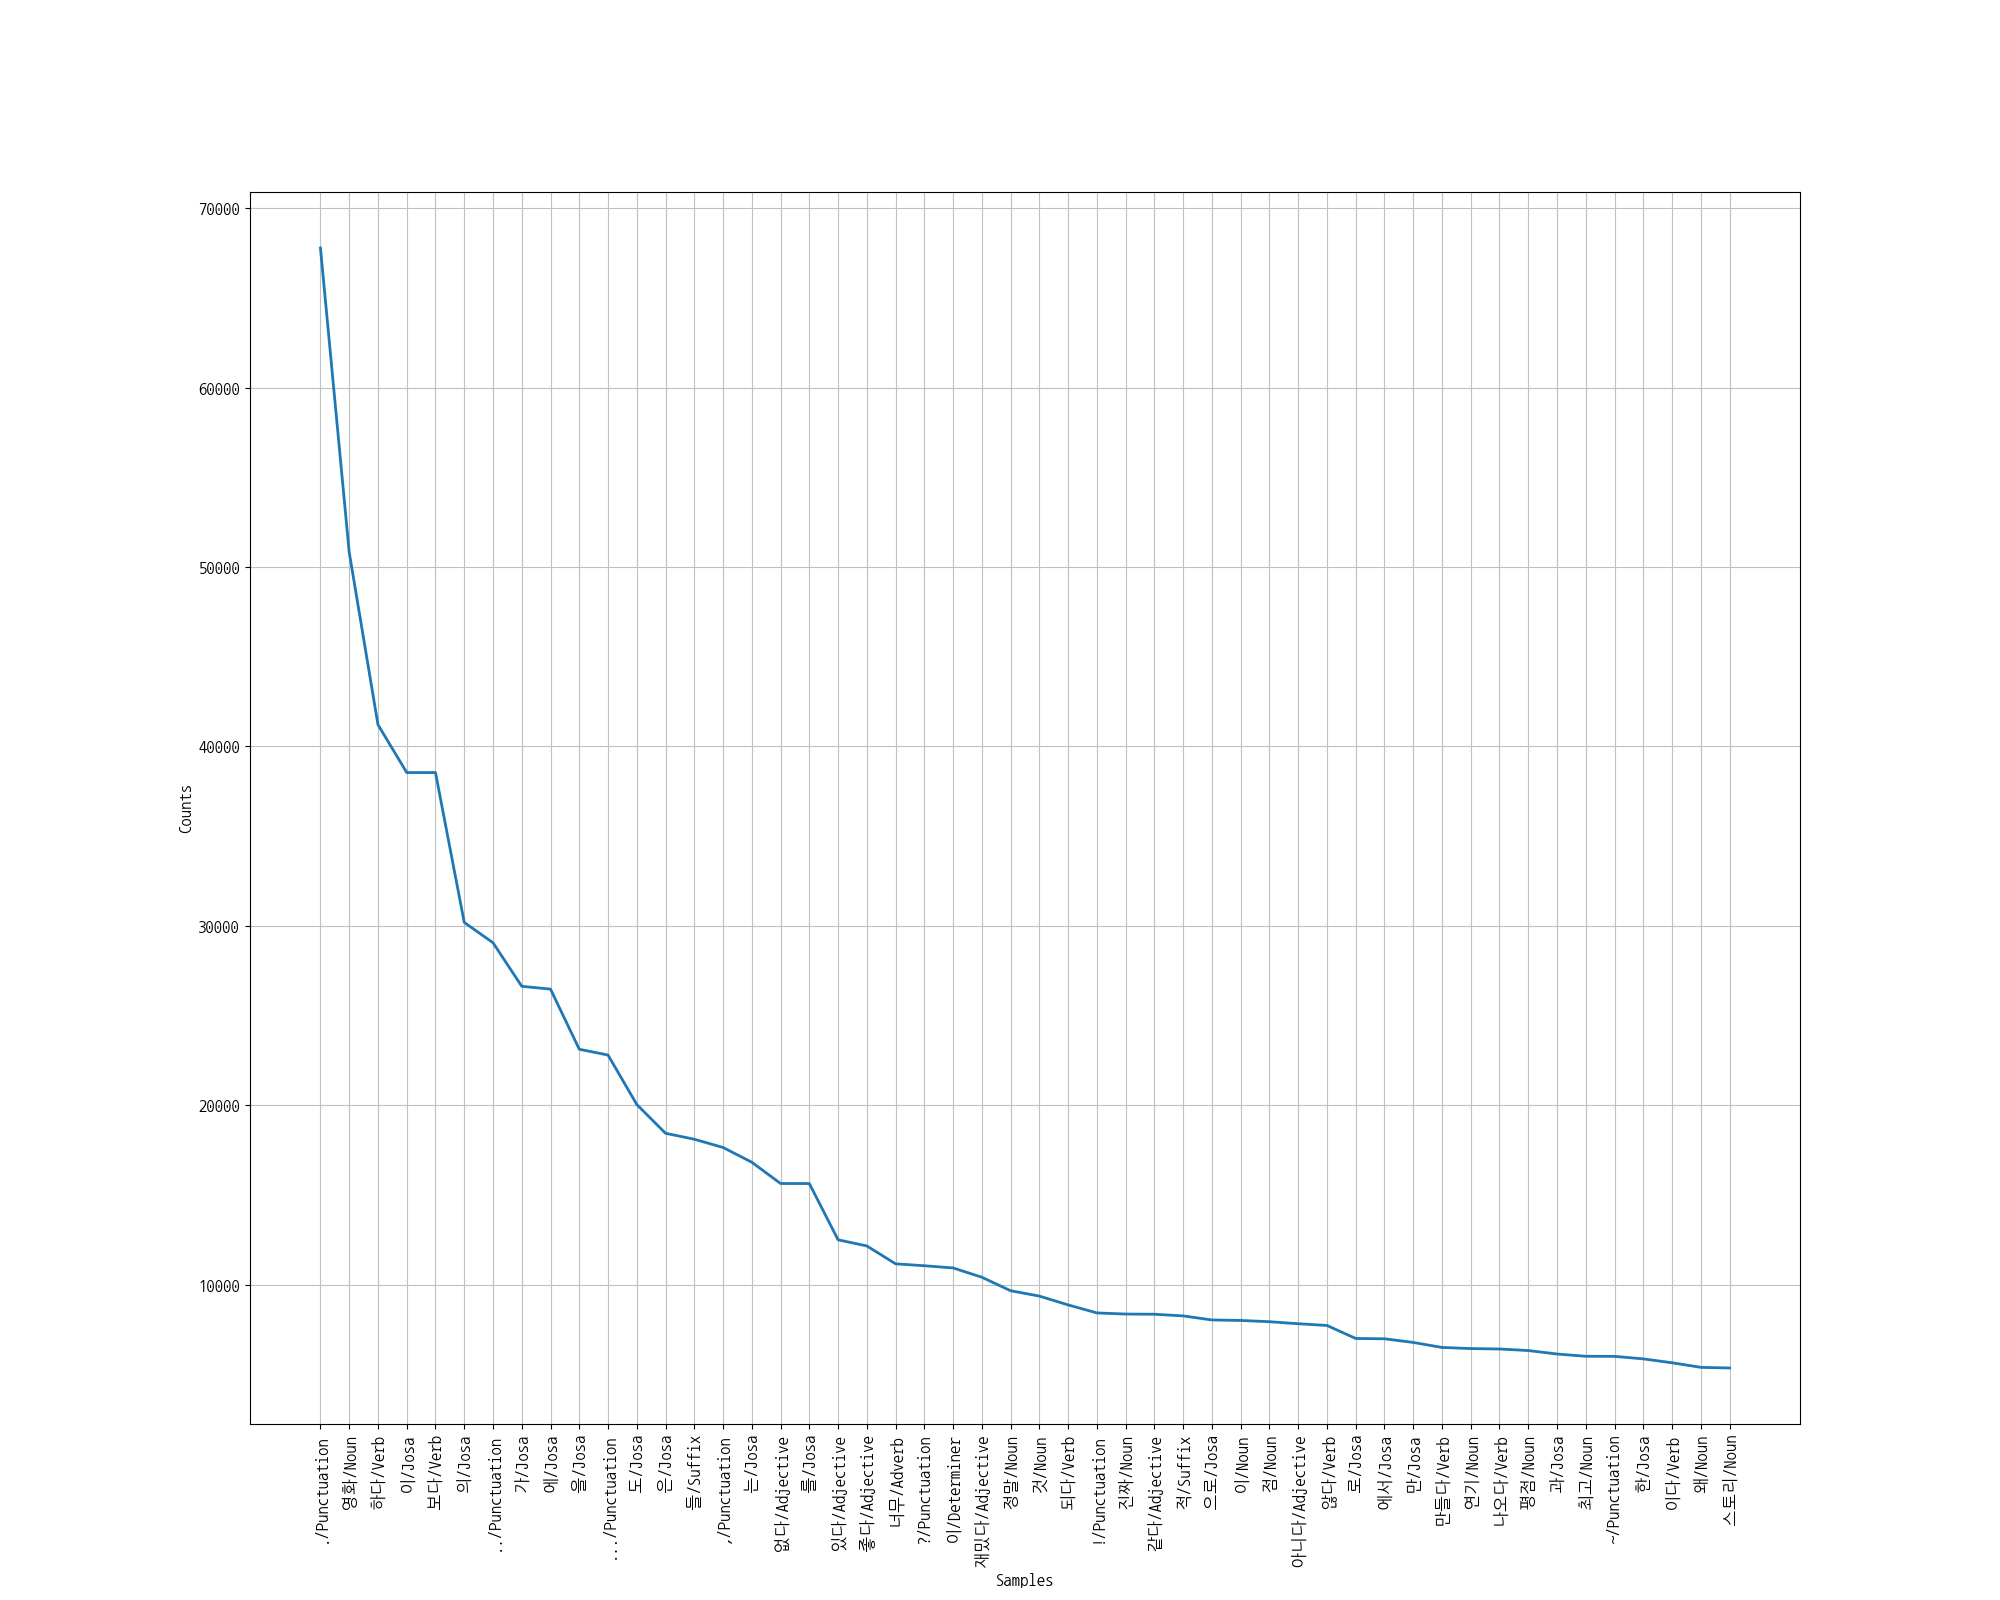 70000
60000
50000
40000
30000
20000
10000
Counts
./Punctuation
영화/Noun
하다/Verb
이/Josa
보다/Verb
의/Josa
../Punctuation
가/Josa
에/Josa
을/Josa
.../Punctuation
도/Josa
은/Josa
들/Suffix
,/Punctuation
는/Josa
없다/Adjective
를/Josa
있다/Adjective
좋다/Adjective
너무/Adverb
?/Punctuation
이/Determiner
재밌다/Adjective
정말/Noun
것/Noun
되다/Verb
!/Punctuation
진짜/Noun
같다/Adjective
적/Suffix
으로/Josa
이/Noun
점/Noun
아니다/Adjective
않다/Verb
로/Josa
에서/Josa
만/Josa
만들다/Verb
연기/Noun
나오다/Verb
평점/Noun
과/Josa
최고/Noun
~/Punctuation
한/Josa
이다/Verb
왜/Noun
스토리/Noun
Samples